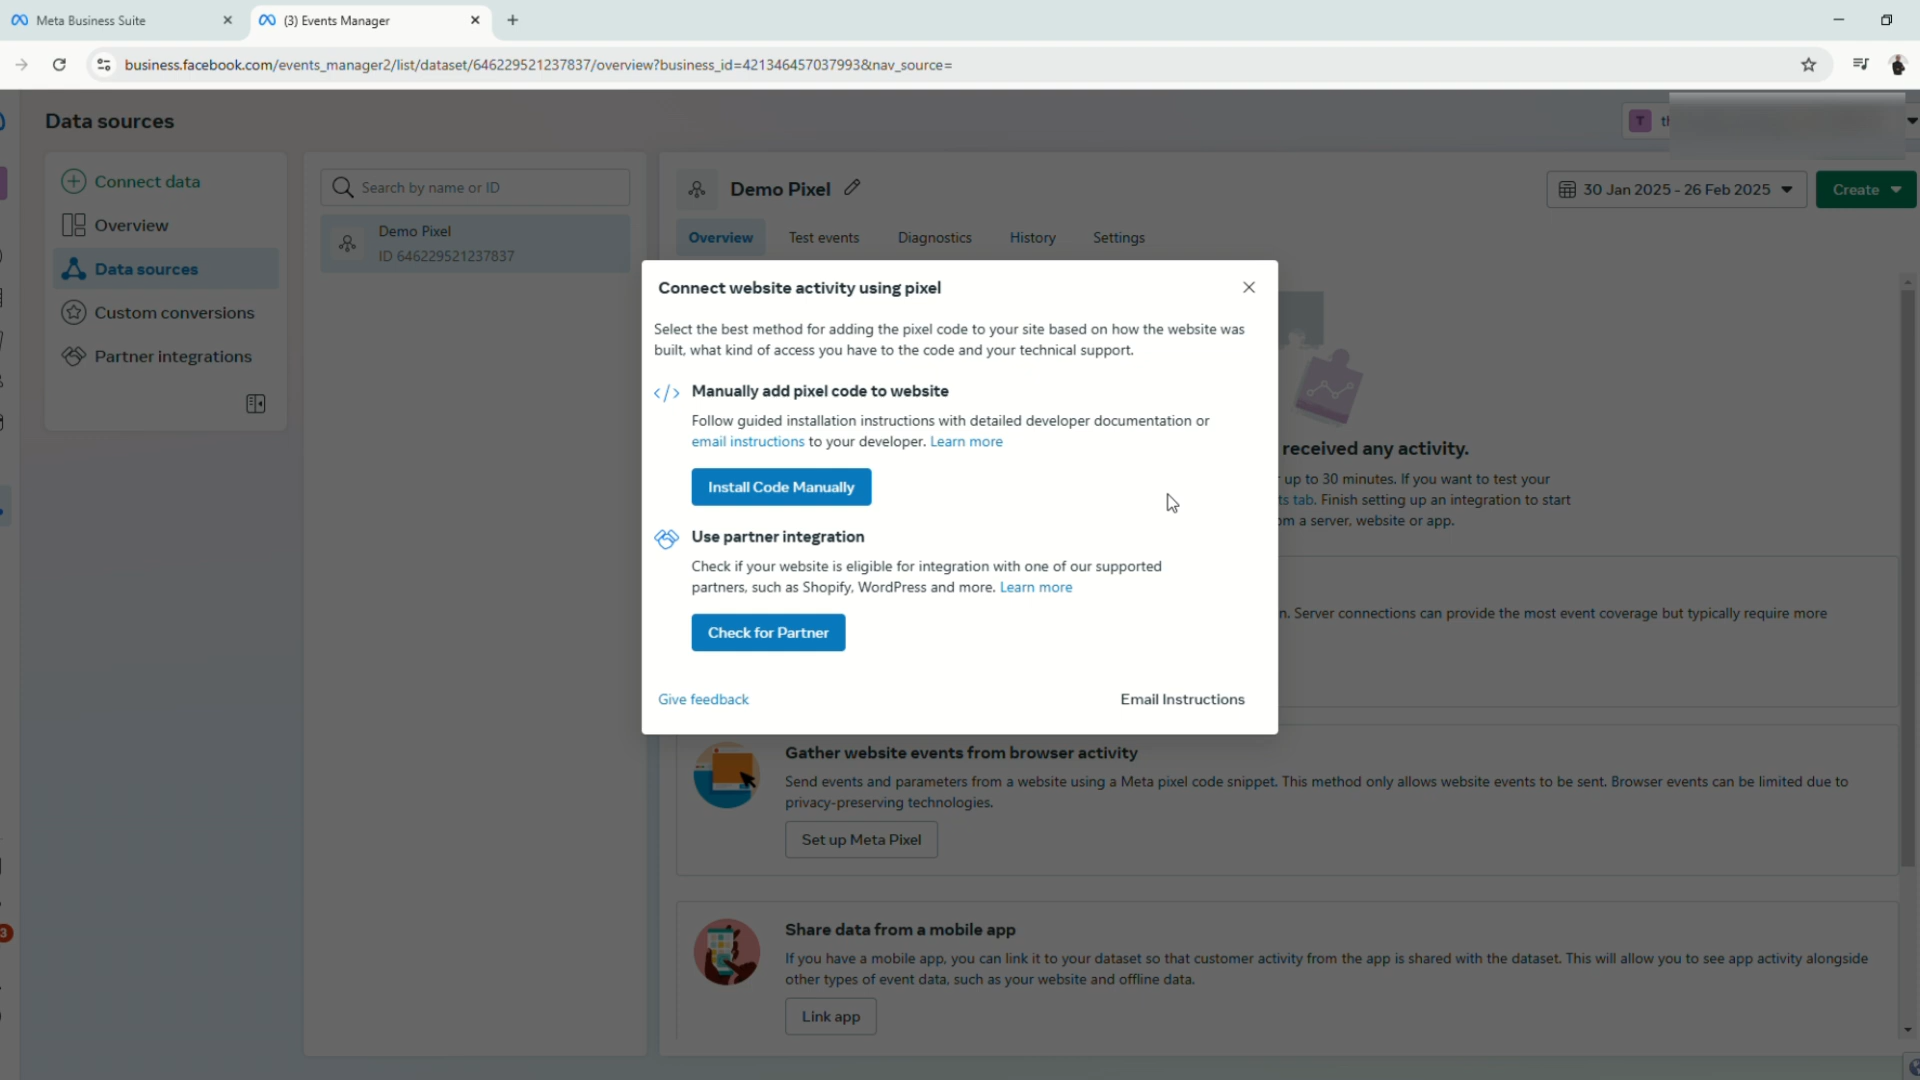 Meta Business Suite
(3) Events Manager
business.facebook.com/events_manager2/list/dataset/646229521237837/overview?business_id=421346457037993&nav_source=
Data sources
T
Connect data
Overview
Data sources
Custom conversions
Partner integrations
Search by name or ID
Demo Pixel
ID 646229521237837
Demo Pixel
30 Jan 2025 - 26 Feb 2025
Create
Overview
Test events
Diagnostics
History
Settings
Connect website activity using pixel
Select the best method for adding the pixel code to your site based on how the website was
built, what kind of access you have to the code and your technical support.
</> Manually add pixel code to website
Follow guided installation instructions with detailed developer documentation or
email instructions to your developer. Learn more
Install Code Manually
Use partner integration
Check if your website is eligible for integration with one of our supported
partners, such as Shopify, WordPress and more. Learn more
Check for Partner
Give feedback
Email Instructions
received any activity.
up to 30 minutes. If you want to test your
ts tab. Finish setting up an integration to start
om a server, website or app.
n. Server connections can provide the most event coverage but typically require more
Gather website events from browser activity
Send events and parameters from a website using a Meta pixel code snippet. This method only allows website events to be sent. Browser events can be limited due to
privacy-preserving technologies.
Set up Meta Pixel
Share data from a mobile app
If you have a mobile app, you can link it to your dataset so that customer activity from the app is shared with the dataset. This will allow you to see app activity alongside
other types of event data, such as your website and offline data.
Link app
3